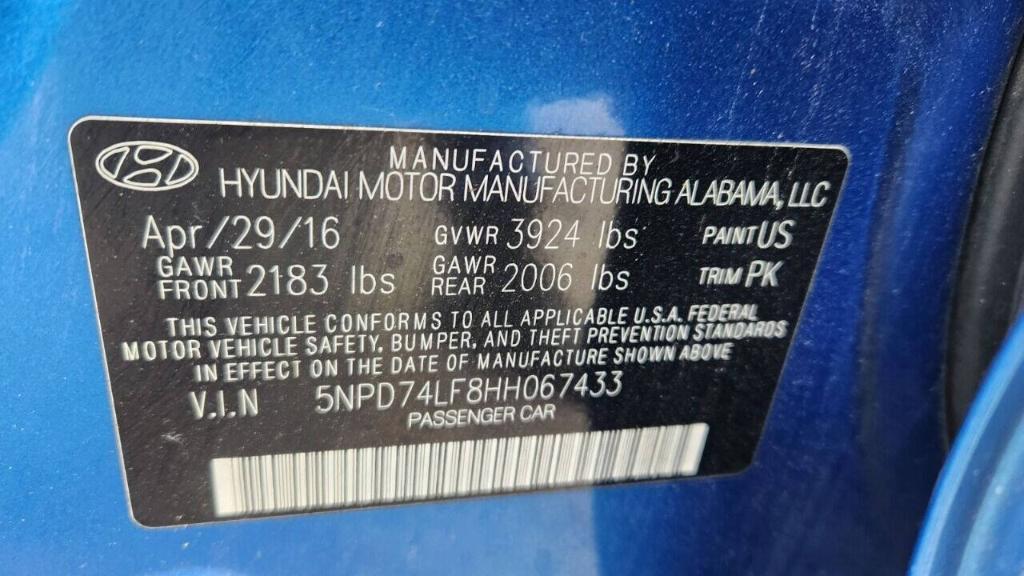 MANUFACTURED BY
HYUNDAI MOTOR MANUFACTURING ALABAMA, LLC
Apr/29/16 GVWR 3924 lbs PAINT US
GAWR FRONT 2183 lbs GAWR REAR 2006 lbs TRIM PK
THIS VEHICLE CONFORMS TO ALL APPLICABLE U.S.A. FEDERAL
MOTOR VEHICLE SAFETY, BUMPER, AND THEFT PREVENTION STANDARDS
IN EFFECT ON THE DATE OF MANUFACTURE SHOWN ABOVE
V.I.N 5NPD74LF8HH067433
PASSENGER CAR